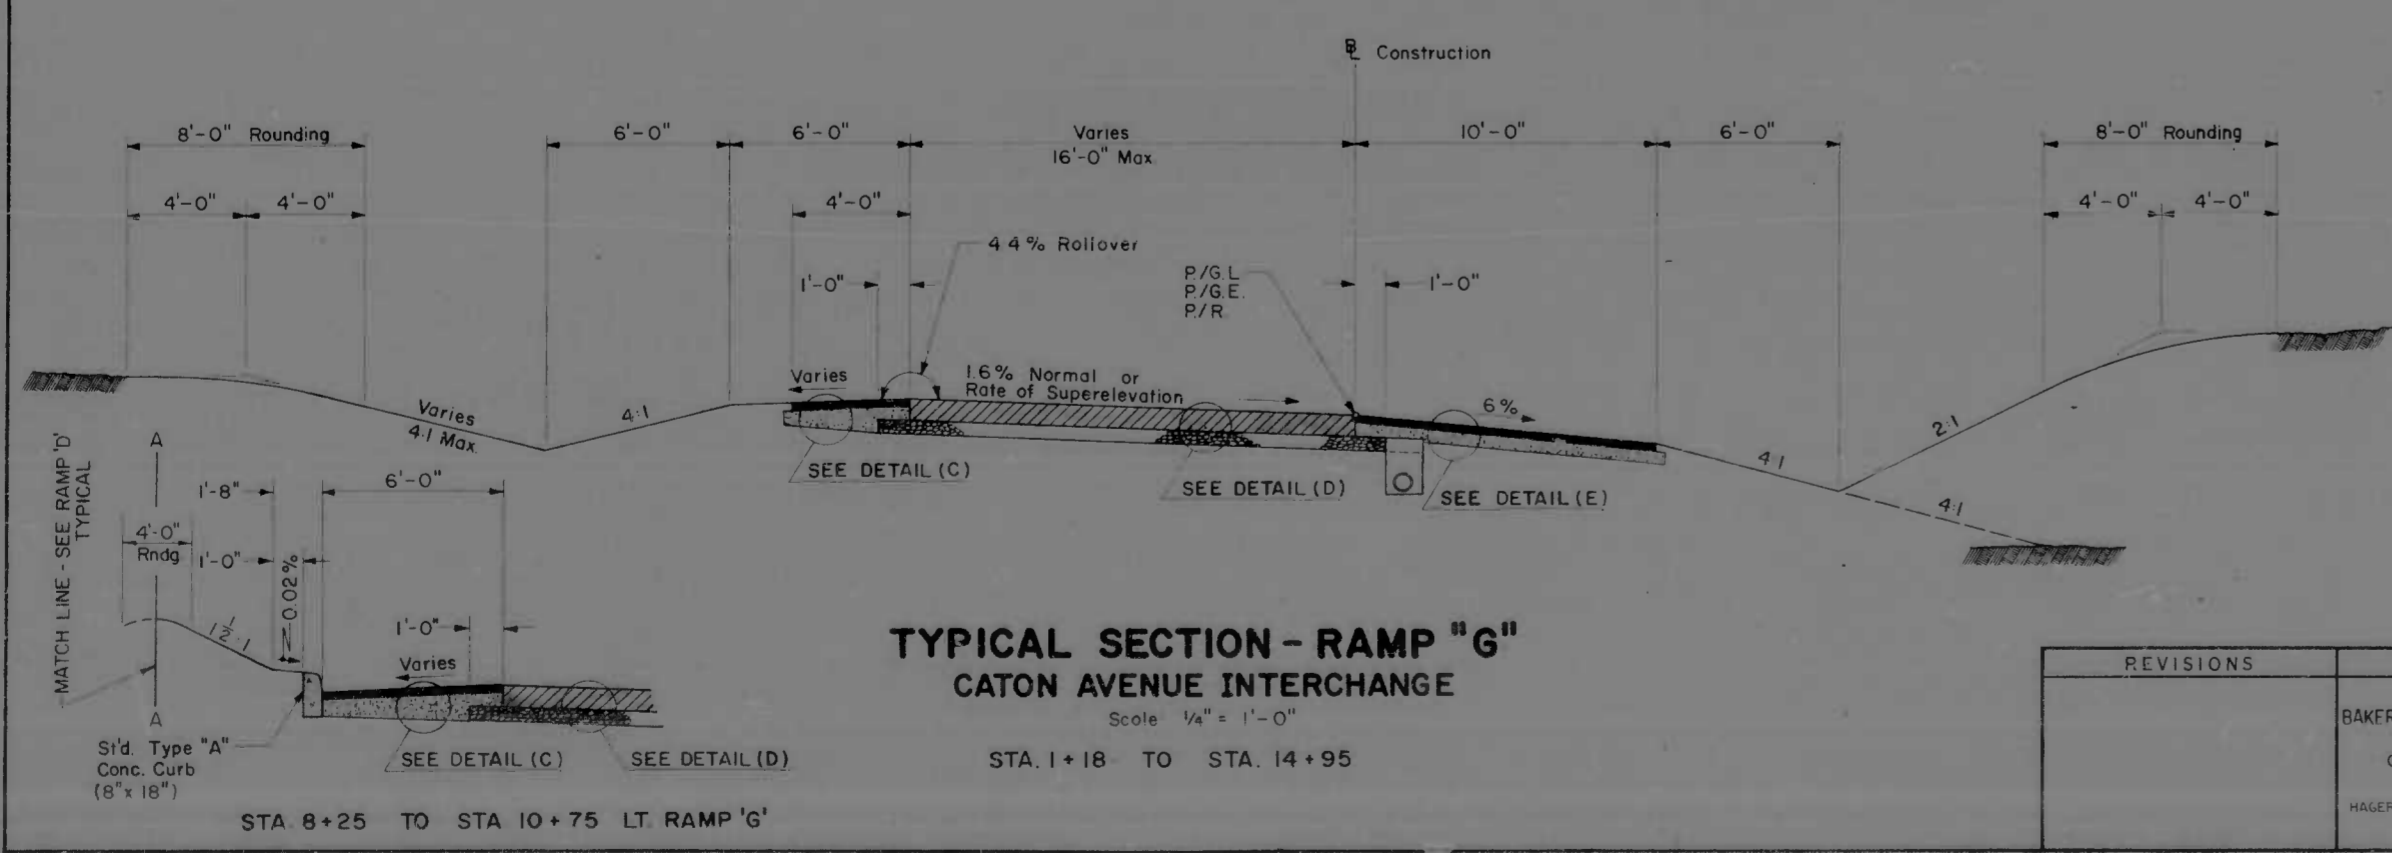 ℄ Construction
8'-0" Rounding
6'-0"
6'-0"
Varies
16'-0" Max.
10'-0"
6'-0"
8'-0" Rounding
4'-0"
4'-0"
4'-0"
4'-0"
4'-0"
4.4% Rollover
1'-0"
P./G.L
P./G.E.
P./R.
1'-0"
Varies
1.6% Normal or
Rate of Superelevation
6%
Varies
4:1 Max.
4:1
2:1
4:1
4:1
SEE DETAIL (C)
SEE DETAIL (D)
SEE DETAIL (E)
MATCH LINE - SEE RAMP 'D'
TYPICAL
A
1'-8"
6'-0"
4'-0"
Rndg
1'-0"
0.02%
1½:1
1'-0"
Varies
A
St'd. Type "A"
Conc. Curb
(8" x 18")
SEE DETAIL (C)
SEE DETAIL (D)
STA. 8+25 TO STA 10+75 LT. RAMP 'G'
TYPICAL SECTION - RAMP "G"
CATON AVENUE INTERCHANGE
Scale 1/4" = 1'-0"
STA. 1+18 TO STA. 14+95
REVISIONS
BAKER
HAGER